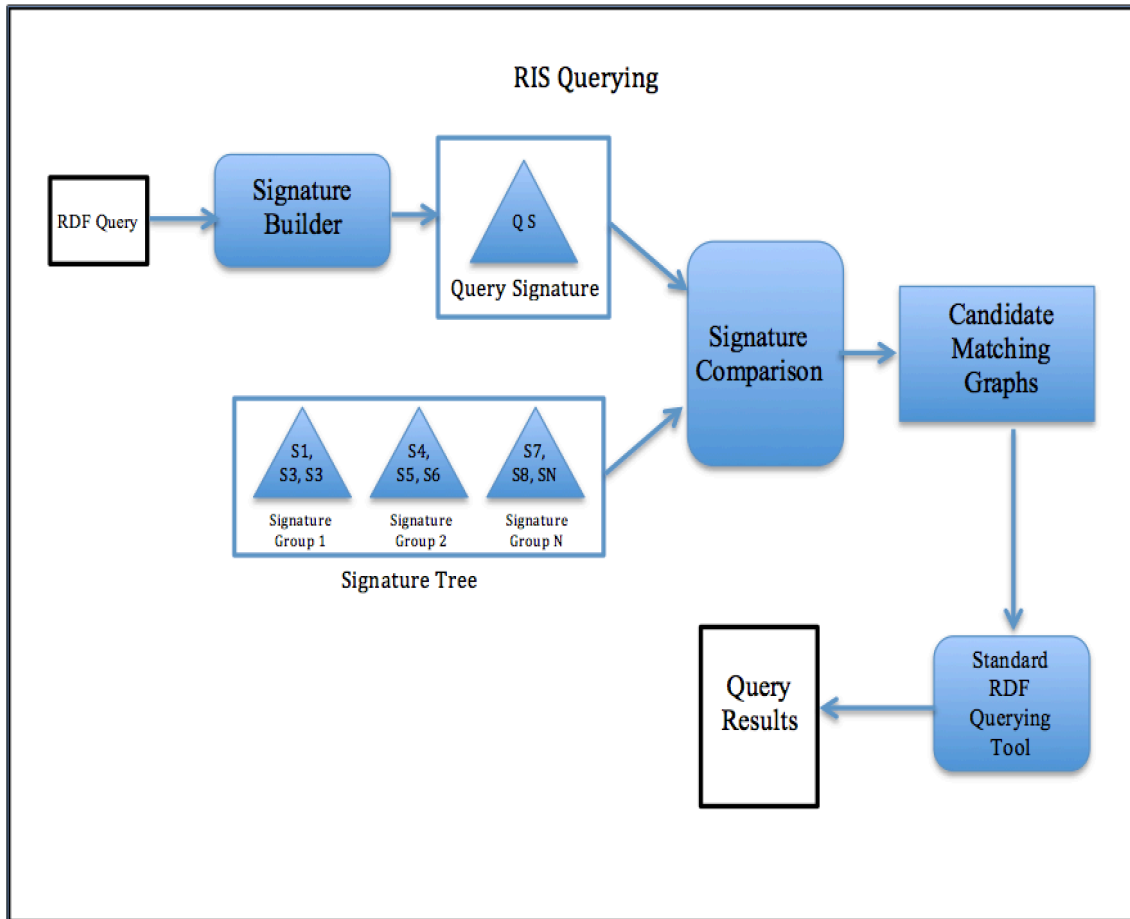 RIS Querying
RDF Query
Signature
Builder
Q S
Query Signature
Signature
Comparison
Candidate
Matching
Graphs
S1,
S3, S3
Signature
Group 1
S4,
S5, S6
Signature
Group 2
S7,
S8, SN
Signature
Group N
Signature Tree
Standard
RDF
Querying
Tool
Query
Results